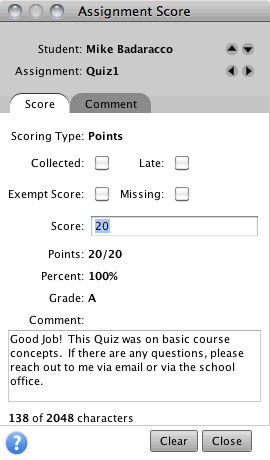 Assignment Score
Student: Mike Badaracco
Assignment: Quiz1
Score Comment
Scoring Type: Points
Collected: Late:
Exempt Score: Missing:
Score: 20
Points: 20/20
Percent: 100%
Grade: A
Comment:
Good Job!  This Quiz was on basic course
concepts.  If there are any questions, please
reach out to me via email or via the school
office.
138 of 2048 characters
? Clear Close